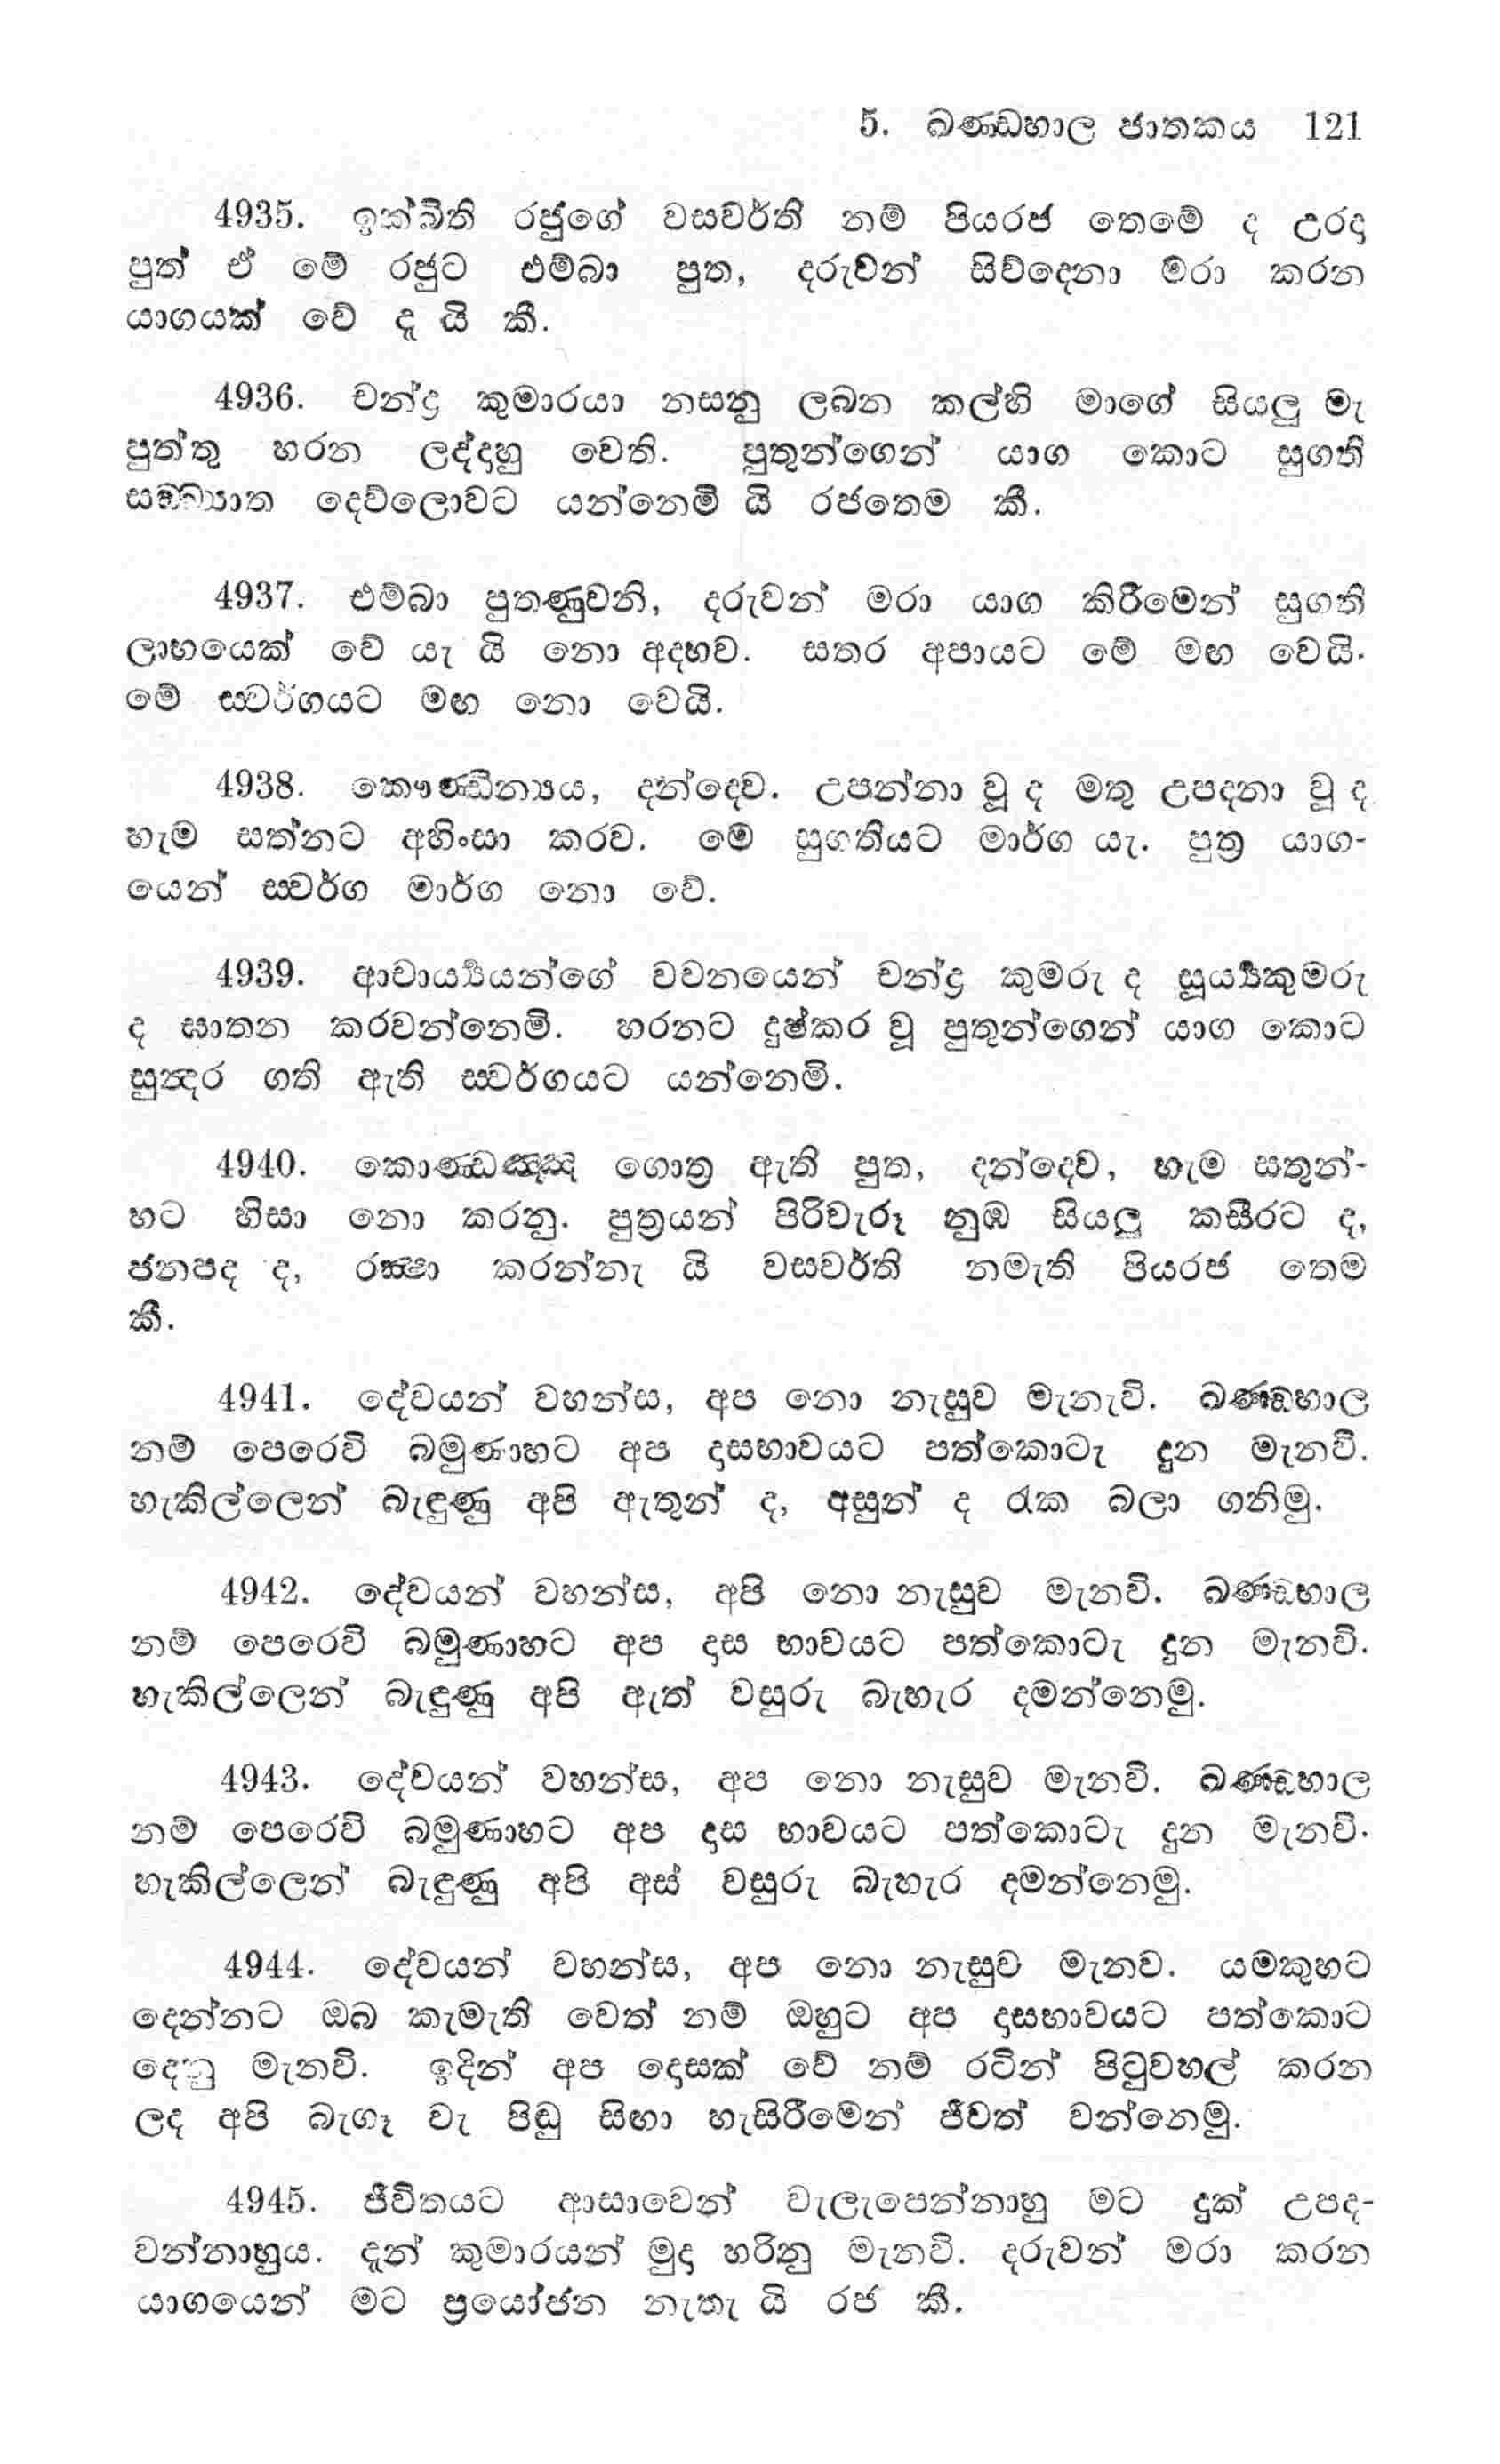 5. ඛණ්ඩහාල ජාතකය 121
4935. ඉක්බිති රජුගේ වසවර්ති නම් පියරජ තෙමේ ද උරද
පුත් ඒ මේ රජුට එම්බා පුත, දරුවන් සිව්දෙනා මරා කරන
යාගයක් වේ දැ යි කී.
4936. චන්ද්‍ර කුමාරයා නසනු ලබන කල්හි මාගේ සියලු මැ
පුත්තු හරන ලද්දහු වෙති. පුතුන්ගෙන් යාග කොට සුගති
සඞ්ඛ්‍යාත දෙව්ලොවට යන්නෙමි යි රජතෙම කී.
4937. එම්බා පුතණුවනි, දරුවන් මරා යාග කිරීමෙන් සුගති
ලාභයෙක් වේ යැ යි නො අදහව. සතර අපායට මේ මඟ වෙයි.
මේ ස්වර්ගයට මඟ නො වෙයි.
4938. කෞණ්ඩින්‍යය, දන්දෙව. උපන්නා වූ ද මතු උපදනා වූ ද
හැම සත්නට අහිංසා කරව. මේ සුගතියට මාර්ග යැ. පුත්‍ර යාග-
යෙන් ස්වර්ග මාර්ග නො වේ.
4939. ආචාර්‍ය්‍යයන්ගේ වචනයෙන් චන්ද්‍ර කුමරු ද සූර්‍ය්‍යකුමරු
ද ඝාතන කරවන්නෙමි. හරනට දුෂ්කර වූ පුතුන්ගෙන් යාග කොට
සුන්‍දර ගති ඇති ස්වර්ගයට යන්නෙමි.
4940. කොණ්ඩඤ්ඤ ගොත්‍ර ඇති පුත, දන්දෙව, හැම සතුන්-
හට හිසා නො කරනු. පුත්‍රයන් පිරිවැරූ නුඹ සියලු කසීරට ද,
ජනපද ද, රක්‍ෂා කරන්නැ යි වසවර්ති නමැති පියරජ තෙම
කී.
4941. දේවයන් වහන්ස, අප නො නැසුව මැනැවි. ඛණ්ඩහාල
නම් පෙරෙවි බමුණාහට අප දාසභාවයට පත්කොටැ දුන මැනවි.
හැකිල්ලෙන් බැඳුණු අපි ඇතුන් ද, අසුන් ද රැක බලා ගනිමු.
4942. දේවයන් වහන්ස, අපි නො නැසුව මැනවි. ඛණ්ඩහාල
නම් පෙරෙවි බමුණාහට අප දාස භාවයට පත්කොටැ දුන මැනවි.
හැකිල්ලෙන් බැඳුණු අපි ඇත් වසුරු බැහැර දමන්නෙමු.
4943. දේවයන් වහන්ස, අප නො නැසුව මැනවි. ඛණ්ඩහාල
නම් පෙරෙවි බමුණාහට අප දාස භාවයට පත්කොටැ දුන මැනවි.
හැකිල්ලෙන් බැඳුණු අපි අස් වසුරු බැහැර දමන්නෙමු.
4944. දේවයන් වහන්ස, අප නො නැසුව මැනව. යමකුහට
දෙන්නට ඔබ කැමැති වෙත් නම් ඔහුට අප දාසභාවයට පත්කොට
දෙනු මැනවි. ඉදින් අප දොසක් වේ නම් රටින් පිටුවහල් කරන
ලද අපි බැගෑ වැ පිඬු සිඟා හැසිරීමෙන් ජීවත් වන්නෙමු.
4945. ජීවිතයට ආසාවෙන් වැලැපෙන්නාහු මට දුක් උපද-
වන්නාහුය. දැන් කුමාරයන් මුදා හරිනු මැනවි. දරුවන් මරා කරන
යාගයෙන් මට ප්‍රයෝජන නැතැ යි රජ කී.